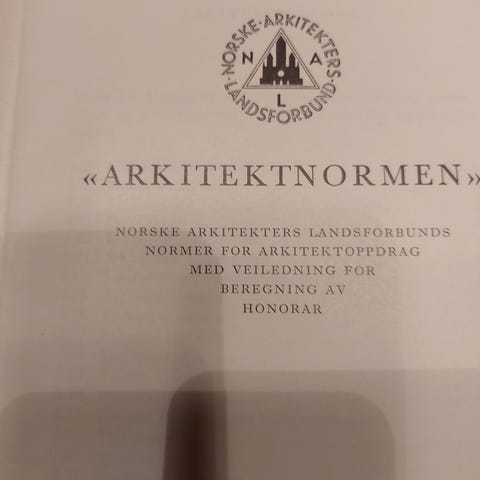 NORSKE·ARKITEKTERS·LANDSFORBUND·
N A L
«ARKITEKTNORMEN»
NORSKE ARKITEKTERS LANDSFORBUNDS
NORMER FOR ARKITEKTOPPDRAG
MED VEILEDNING FOR
BEREGNING AV
HONORAR